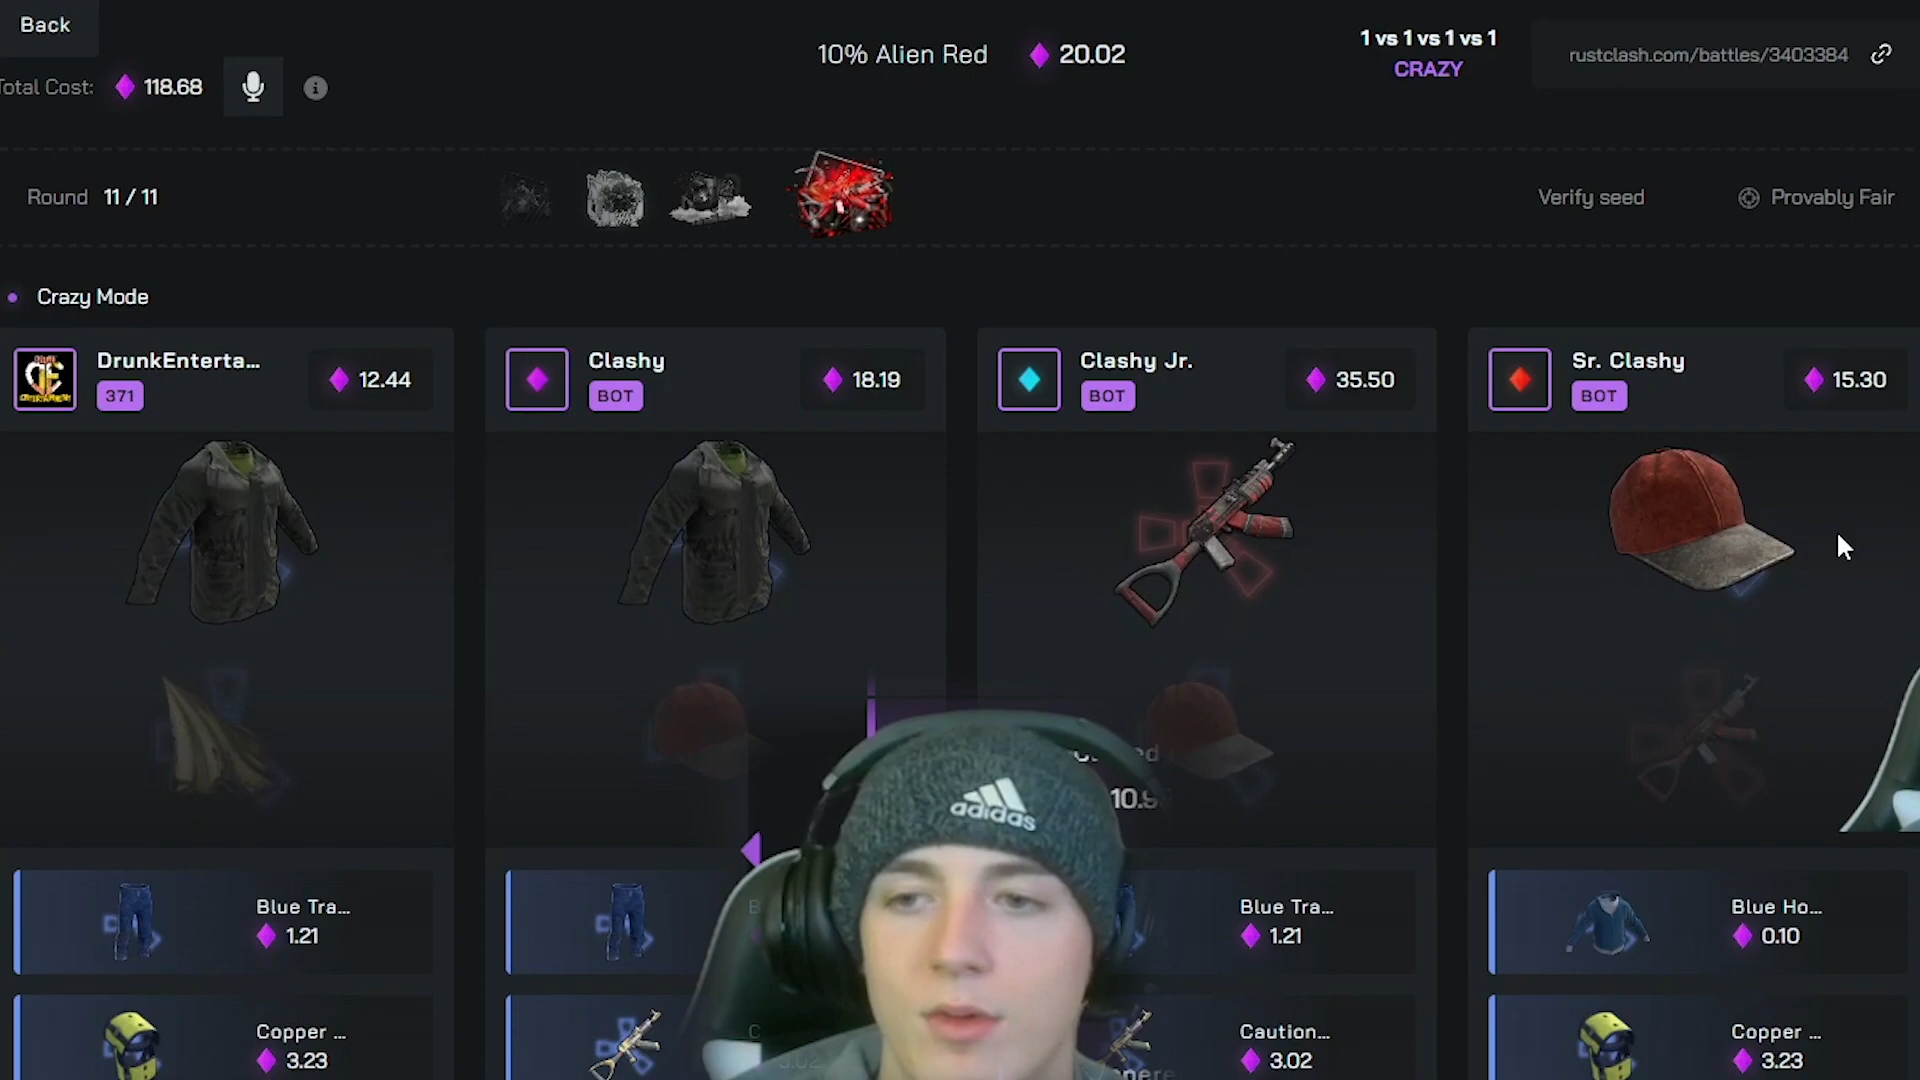 Back
10% Alien Red 20.02
1 vs 1 vs 1 vs 1
CRAZY
rustclash.com/battles/3403384
Total Cost: 118.68
Round 11 / 11
Verify seed
Provably Fair
Crazy Mode
DrunkEnterta...
371
12.44
Clashy
BOT
18.19
Clashy Jr.
BOT
35.50
Sr. Clashy
BOT
15.30
adidas
Blue Tra...
1.21
Blue Tra...
1.21
Blue Ho...
0.10
Copper ...
3.23
3.02
Caution...
3.02
Copper ...
3.23